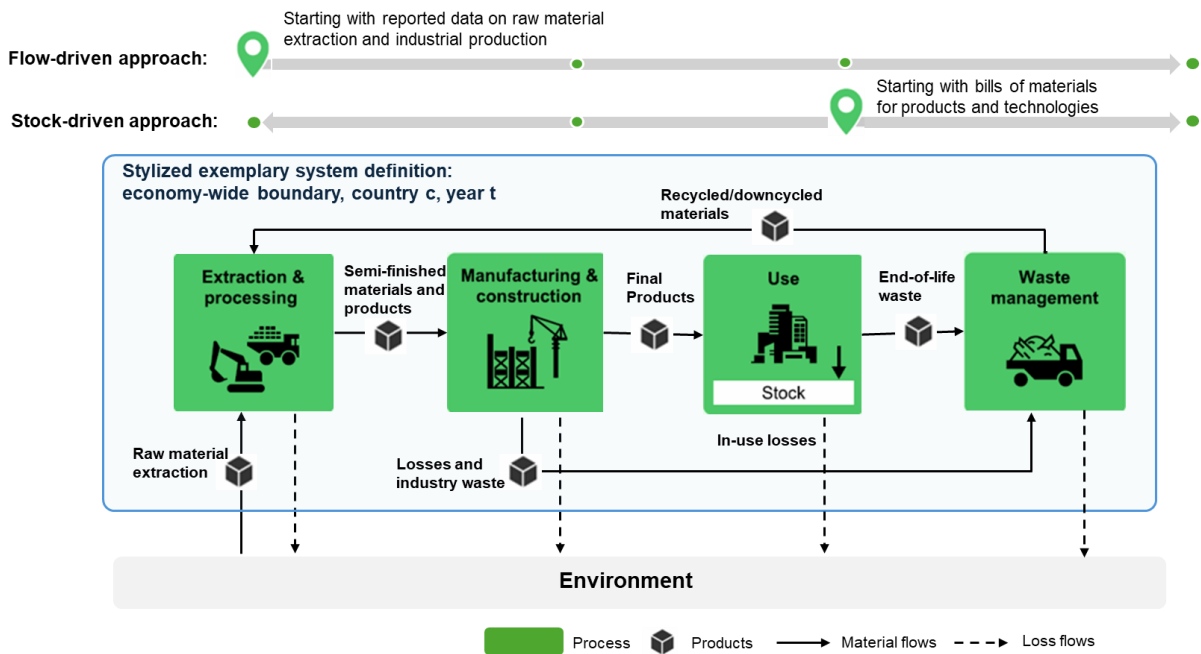 Starting with reported data on raw material
extraction and industrial production
Flow-driven approach:
Starting with bills of materials
for products and technologies
Stock-driven approach:
Stylized exemplary system definition:
economy-wide boundary, country c, year t
Recycled/downcycled
materials
Extraction &
processing
Semi-finished
materials and
products
Manufacturing &
construction
Final
Products
Use
Stock
End-of-life
waste
Waste
management
Raw material
extraction
Losses and
industry waste
In-use losses
Environment
Process
Products
Material flows
Loss flows